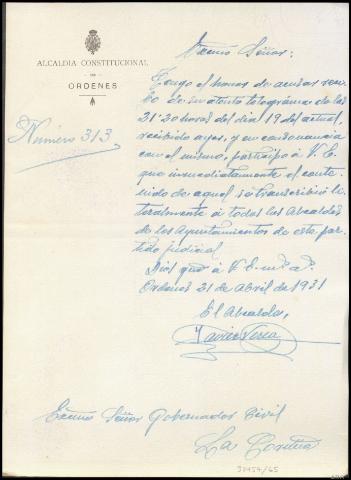 ALCALDIA CONSTITUCIONAL
DE
ORDENES
Número 313
Excmo Señor:
Tengo el honor de acusar reci-
bo de su atento telegrama de las
21'20 horas del dia 19 del actual,
recibido ayer, y en consonancia
con el mismo, participo á V.E.
que inmediatamente el conte-
nido de aquel se transcribió li-
teralmente á todos los Alcaldes
de los Ayuntamientos de este par-
tido judicial
Dios gue á V.E. m.s a.s
Ordenes 21 de abril de 1931
El Alcalde,
Javier
Excmo Señor Gobernador Civil
La Coruña
/65